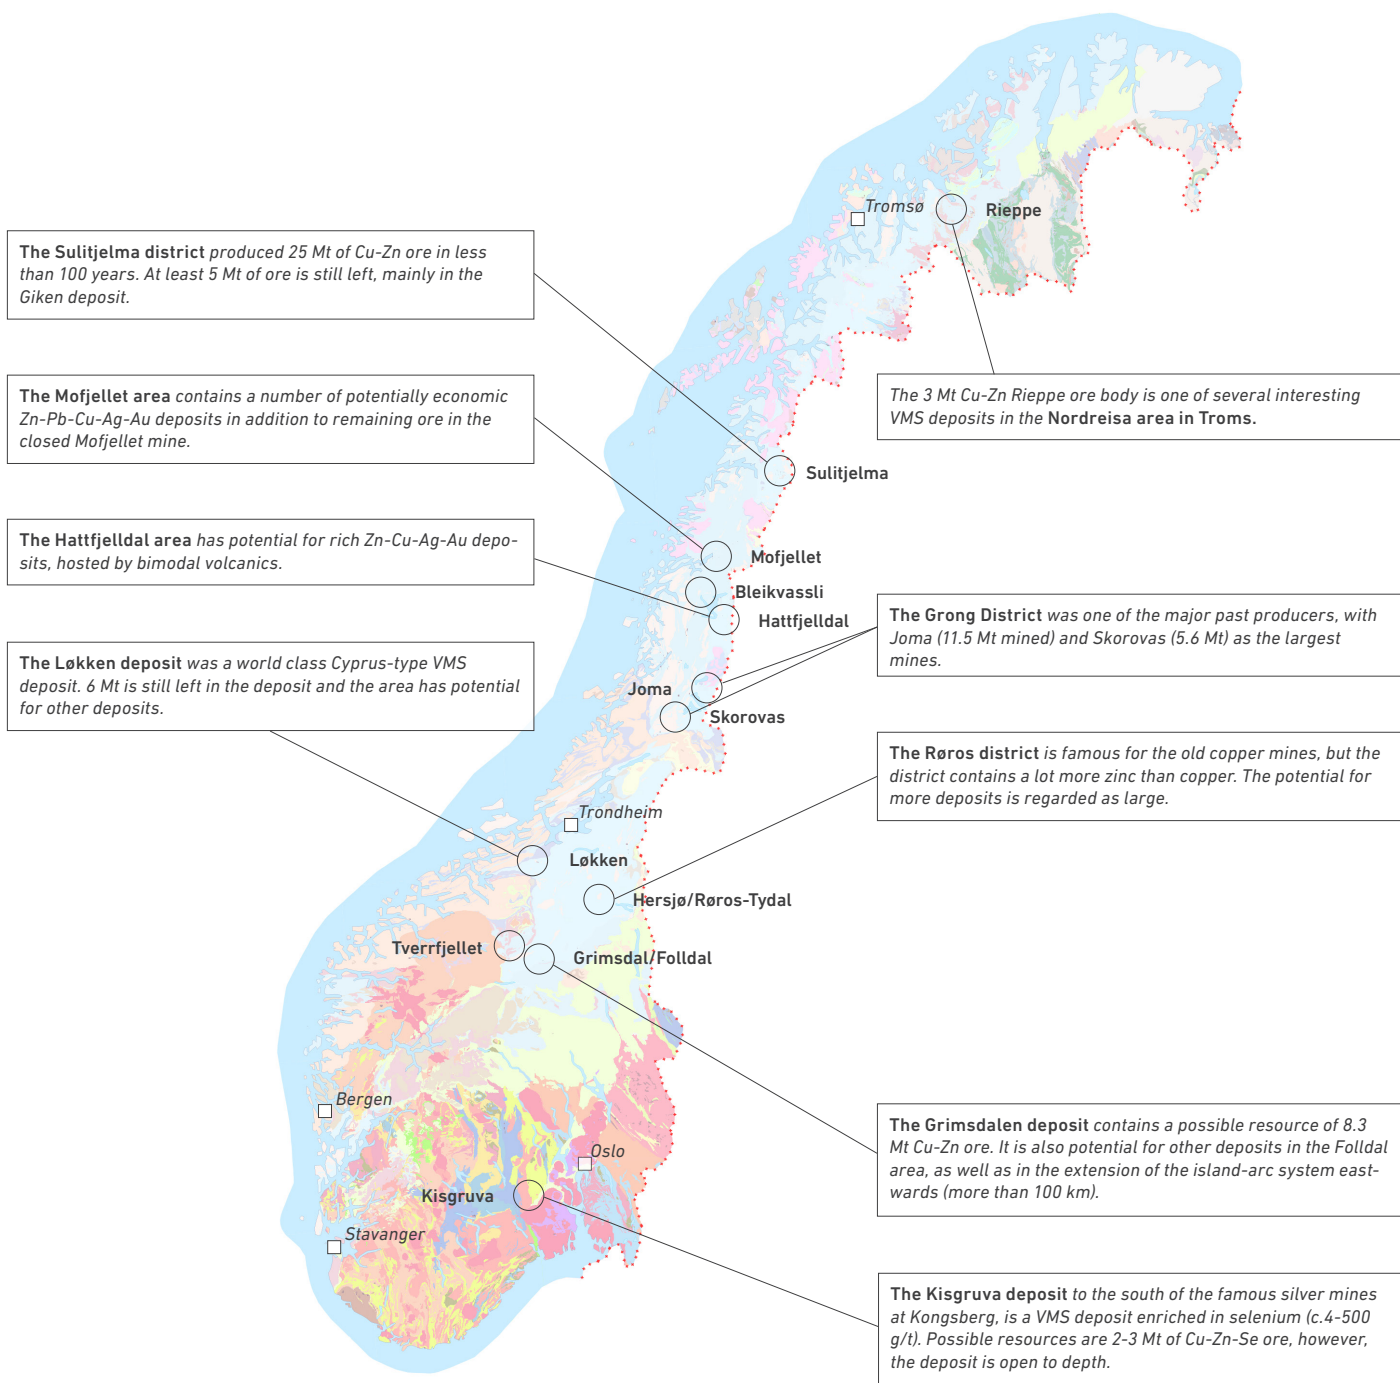 Tromsø
Rieppe
The Sulitjelma district produced 25 Mt of Cu-Zn ore in less
than 100 years. At least 5 Mt of ore is still left, mainly in the
Giken deposit.
The Mofjellet area contains a number of potentially economic
Zn-Pb-Cu-Ag-Au deposits in addition to remaining ore in the
closed Mofjellet mine.
The 3 Mt Cu-Zn Rieppe ore body is one of several interesting
VMS deposits in the Nordreisa area in Troms.
Sulitjelma
The Hattfjelldal area has potential for rich Zn-Cu-Ag-Au depo-
sits, hosted by bimodal volcanics.
Mofjellet
Bleikvassli
Hattfjelldal
The Grong District was one of the major past producers, with
Joma (11.5 Mt mined) and Skorovas (5.6 Mt) as the largest
mines.
The Løkken deposit was a world class Cyprus-type VMS
deposit. 6 Mt is still left in the deposit and the area has potential
for other deposits.
Joma
Skorovas
The Røros district is famous for the old copper mines, but the
district contains a lot more zinc than copper. The potential for
more deposits is regarded as large.
Trondheim
Løkken
Hersjø/Røros-Tydal
Tverrfjellet
Grimsdal/Folldal
Bergen
The Grimsdalen deposit contains a possible resource of 8.3
Mt Cu-Zn ore. It is also potential for other deposits in the Folldal
area, as well as in the extension of the island-arc system east-
wards (more than 100 km).
Oslo
Kisgruva
Stavanger
The Kisgruva deposit to the south of the famous silver mines
at Kongsberg, is a VMS deposit enriched in selenium (c.4-500
g/t). Possible resources are 2-3 Mt of Cu-Zn-Se ore, however,
the deposit is open to depth.